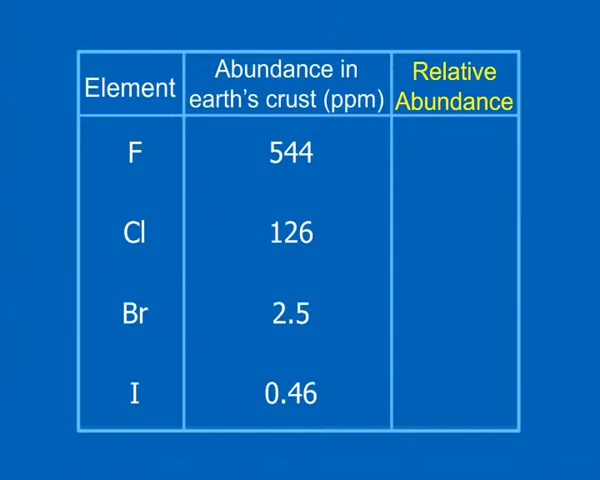 Element Abundance in earth's crust (ppm) Relative Abundance
F 544
Cl 126
Br 2.5
I 0.46